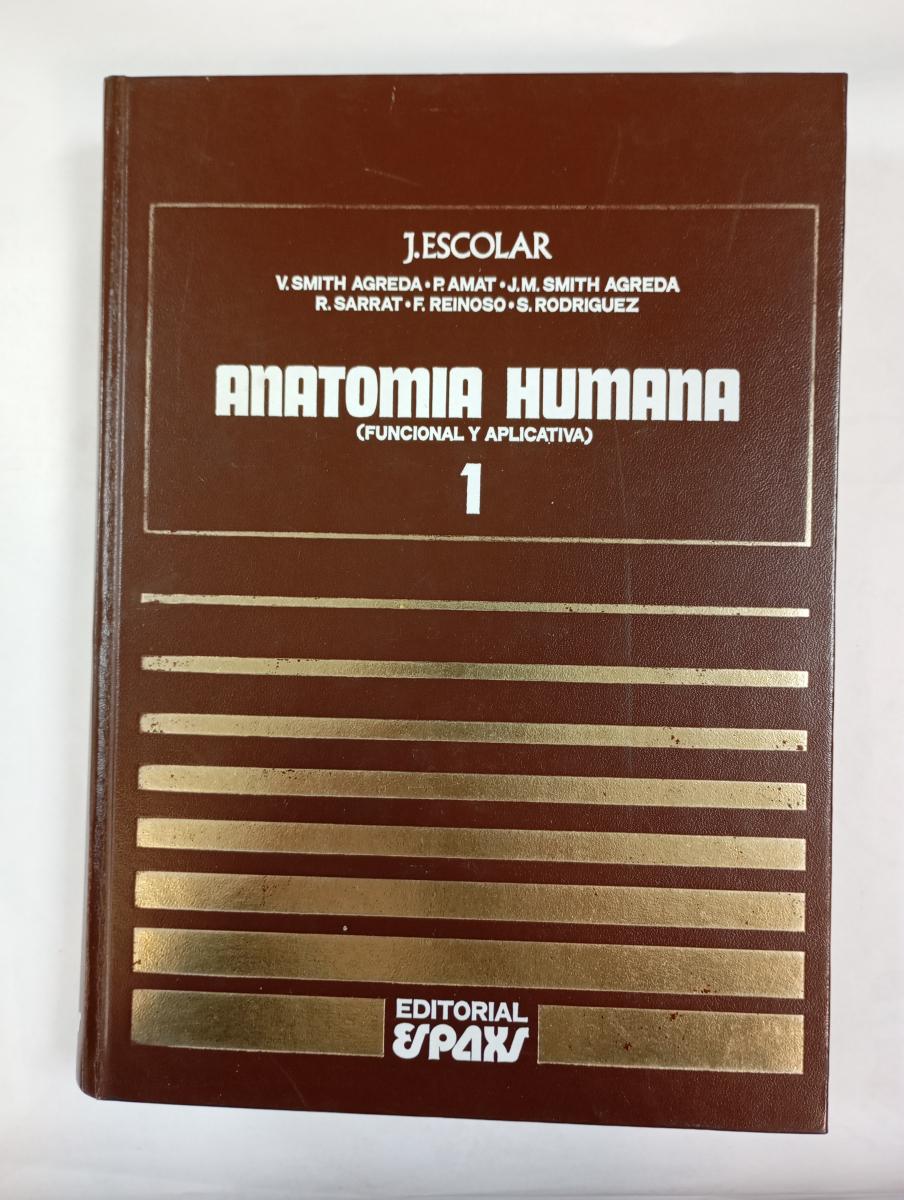 J.ESCOLAR
V. SMITH AGREDA • P. AMAT • J. M. SMITH AGREDA
R. SARRAT • F. REINOSO • S. RODRIGUEZ
ANATOMIA HUMANA
(FUNCIONAL Y APLICATIVA)
1
EDITORIAL
ESPAXS